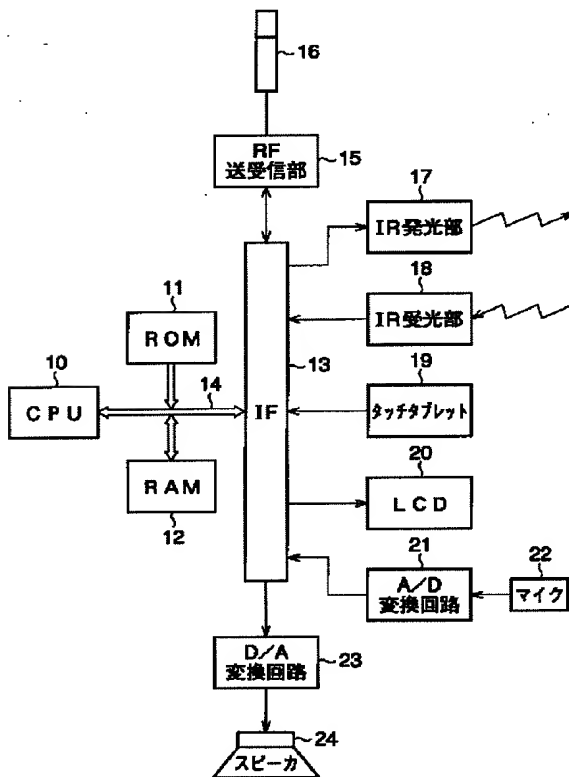 16
RF
送受信部
15
17
IR発光部
18
IR受光部
11
ROM
13
19
タッチタブレット
10
14
CPU
IF
20
LCD
RAM
12
21
A/D
変換回路
22
マイク
D/A
変換回路
23
24
スピーカ